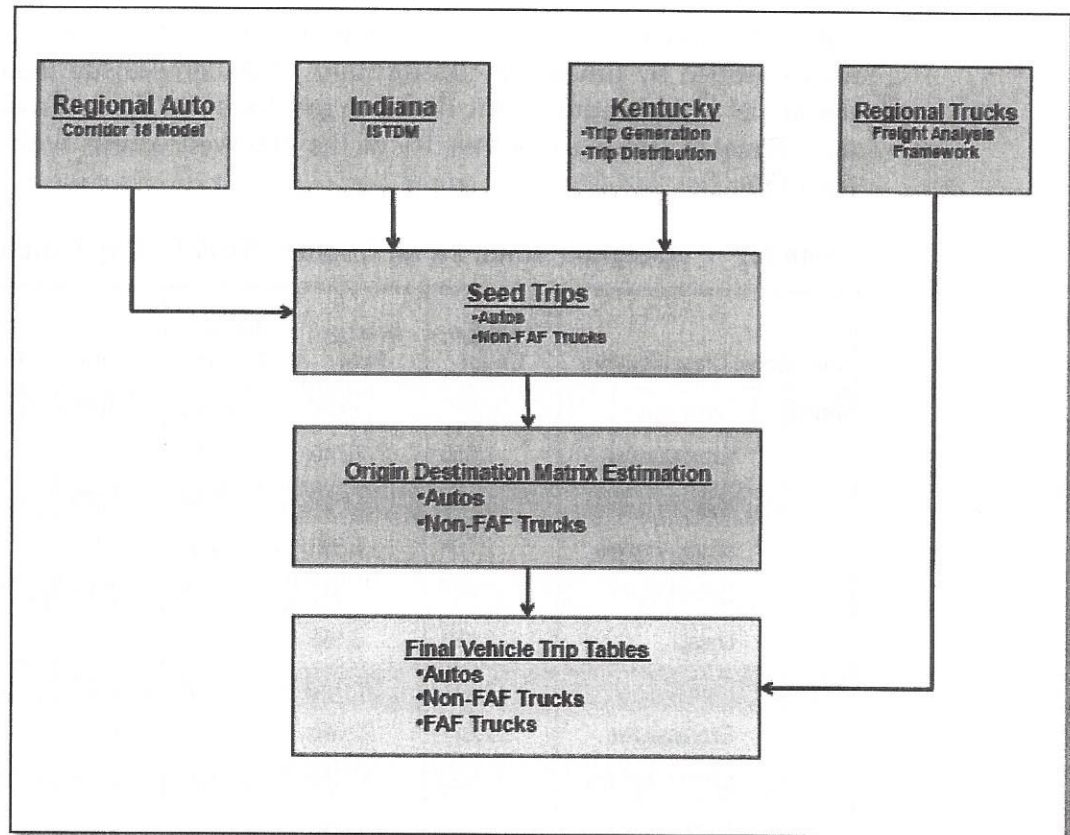 Regional Auto
Corridor 18 Model
Indiana
ISTDM
Kentucky
•Trip Generation
•Trip Distribution
Regional Trucks
Freight Analysis
Framework
Seed Trips
•Autos
•Non-FAF Trucks
Origin Destination Matrix Estimation
•Autos
•Non-FAF Trucks
Final Vehicle Trip Tables
•Autos
•Non-FAF Trucks
•FAF Trucks